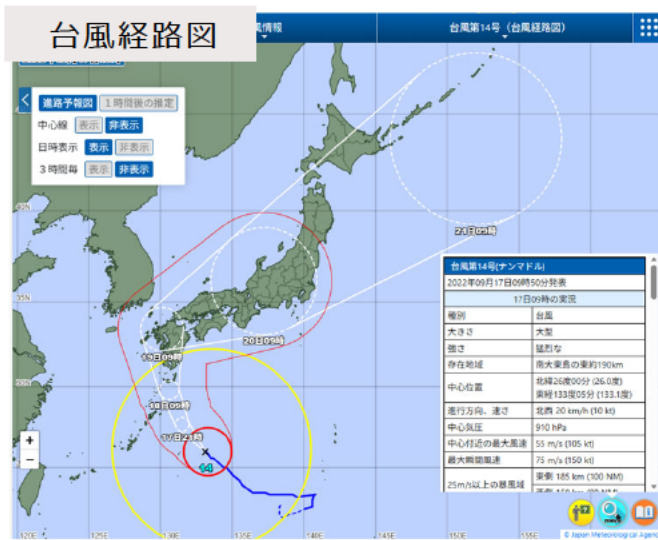 台風経路図
風情報
台風第14号（台風経路図）
進路予報図 1時間後の推定
中心線 表示 非表示
日時表示 表示 非表示
3時間毎 表示 非表示
40N
35N
30N
21日09時
20日09時
19日09時
18日09時
17日21時
14
台風第14号(ナンマドル)
2022年09月17日09時50分発表
17日09時の実況
種別 台風
大きさ 大型
強さ 猛烈な
存在地域 南大東島の東約190km
中心位置 北緯26度00分 (26.0度)
東経133度05分 (133.1度)
進行方向、速さ 北西 20 km/h (10 kt)
中心気圧 910 hPa
中心付近の最大風速 55 m/s (105 kt)
最大瞬間風速 75 m/s (150 kt)
25m/s以上の暴風域 東側 185 km (100 NM)
+
−
120E 125E 130E 135E 140E 145E 150E 155E
© Japan Meteorological Agency